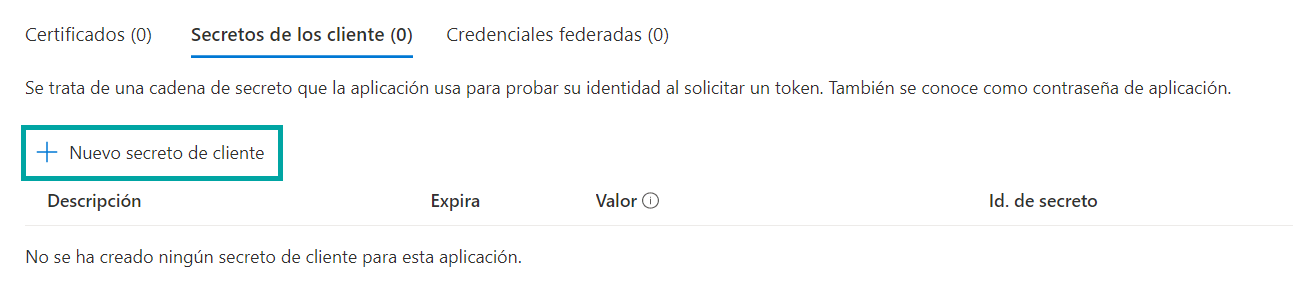 Certificados (0) Secretos de los cliente (0) Credenciales federadas (0)
Se trata de una cadena de secreto que la aplicación usa para probar su identidad al solicitar un token. También se conoce como contraseña de aplicación.
Nuevo secreto de cliente
Descripción Expira Valor Id. de secreto
No se ha creado ningún secreto de cliente para esta aplicación.